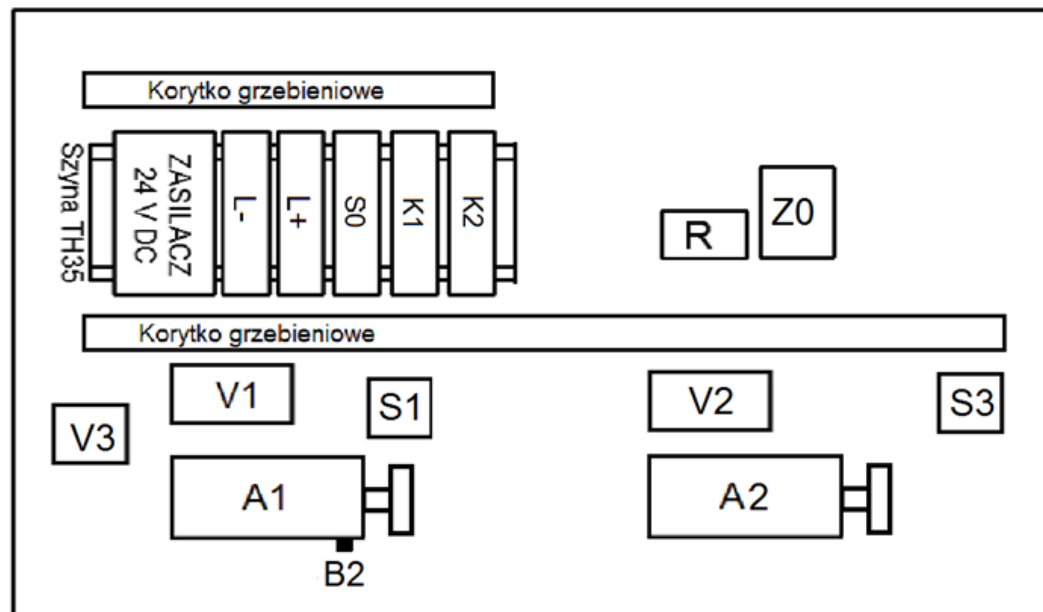 Korytko grzebieniowe
Szyna TH35
ZASILACZ
24 V DC
L-
L+
S0
K1
K2
R
Z0
Korytko grzebieniowe
V1
S1
V2
S3
V3
A1
A2
B2